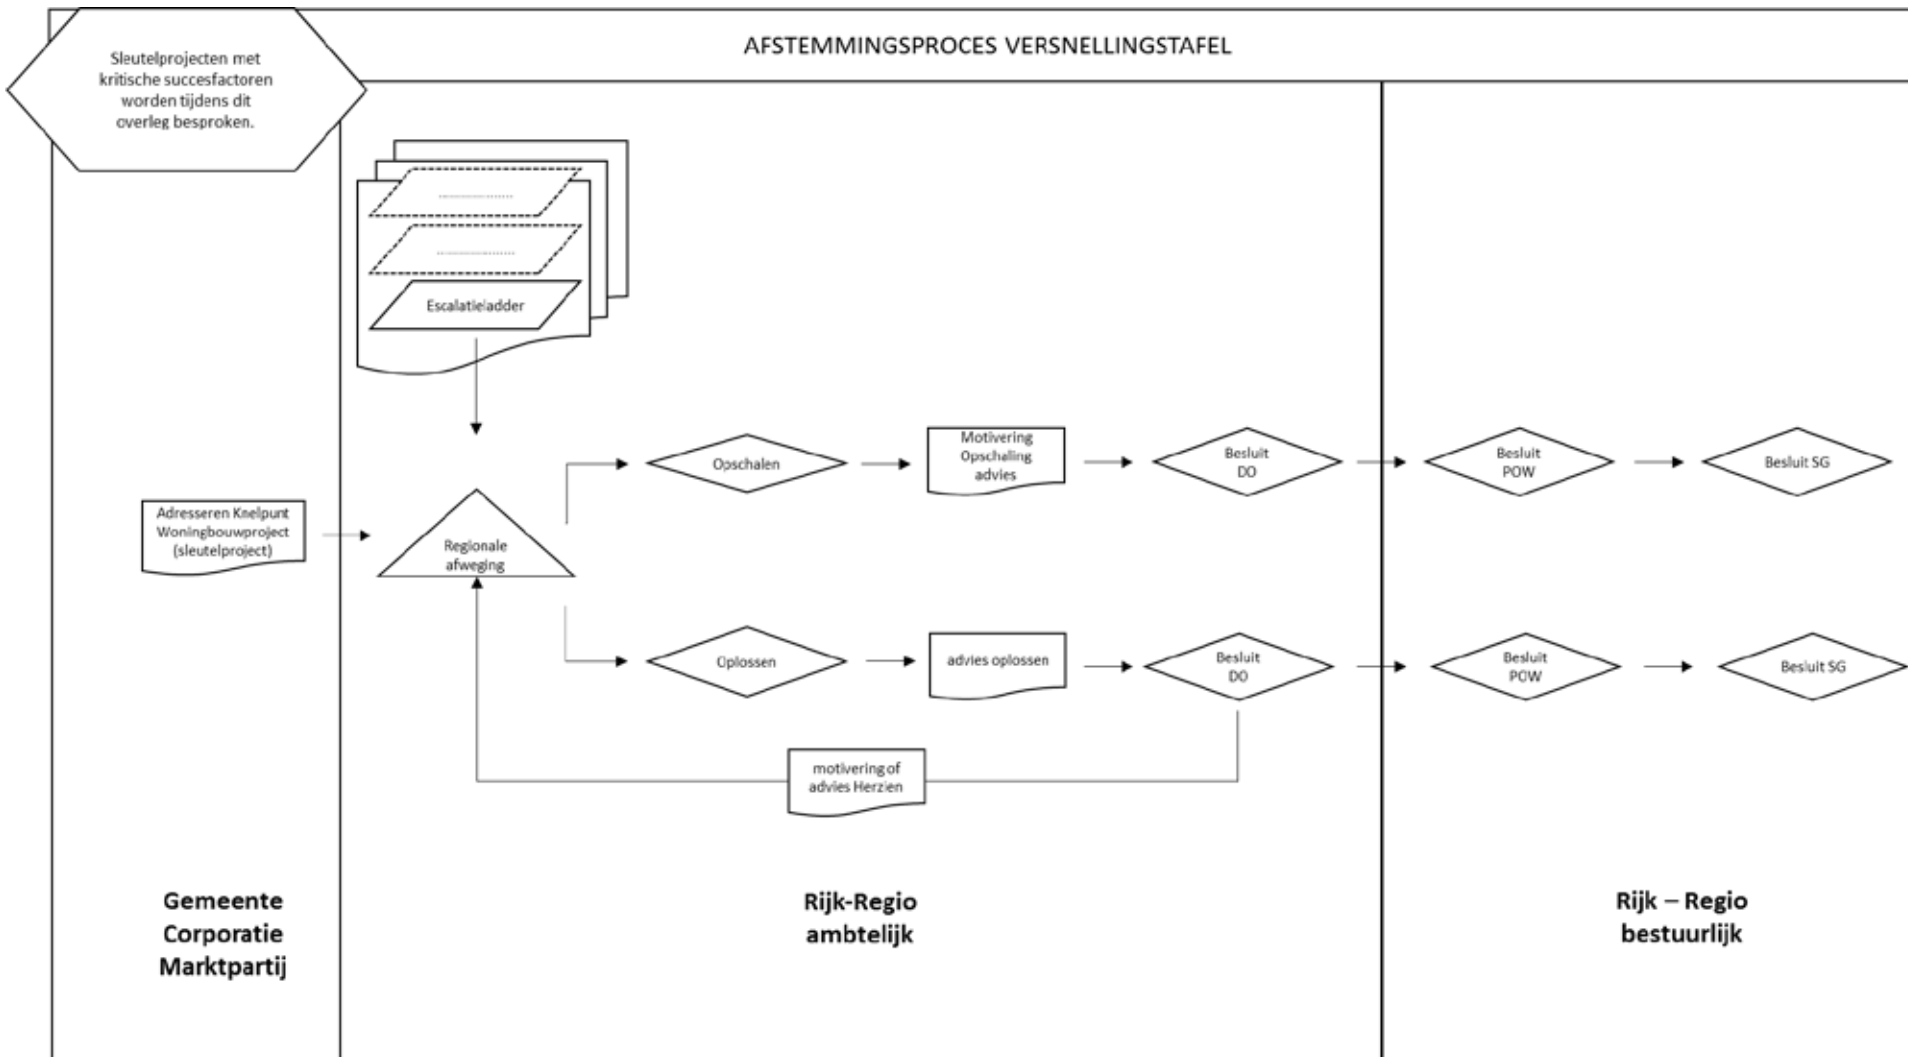 AFSTEMMINGSPROCES VERSNELLINGSTAFEL
Sleutelprojecten met
kritische succesfactoren
worden tijdens dit
overleg besproken.
Escalatieladder
Adresseren Knelpunt
Woningbouwproject
(sleutelproject)
Regionale
afweging
Opschalen
Motivering
Opschaling
advies
Besluit
DO
Besluit
POW
Besluit SG
Oplossen
advies oplossen
Besluit
DO
Besluit
POW
Besluit SG
motivering of
advies Herzien
Gemeente
Corporatie
Marktpartij
Rijk-Regio
ambtelijk
Rijk – Regio
bestuurlijk